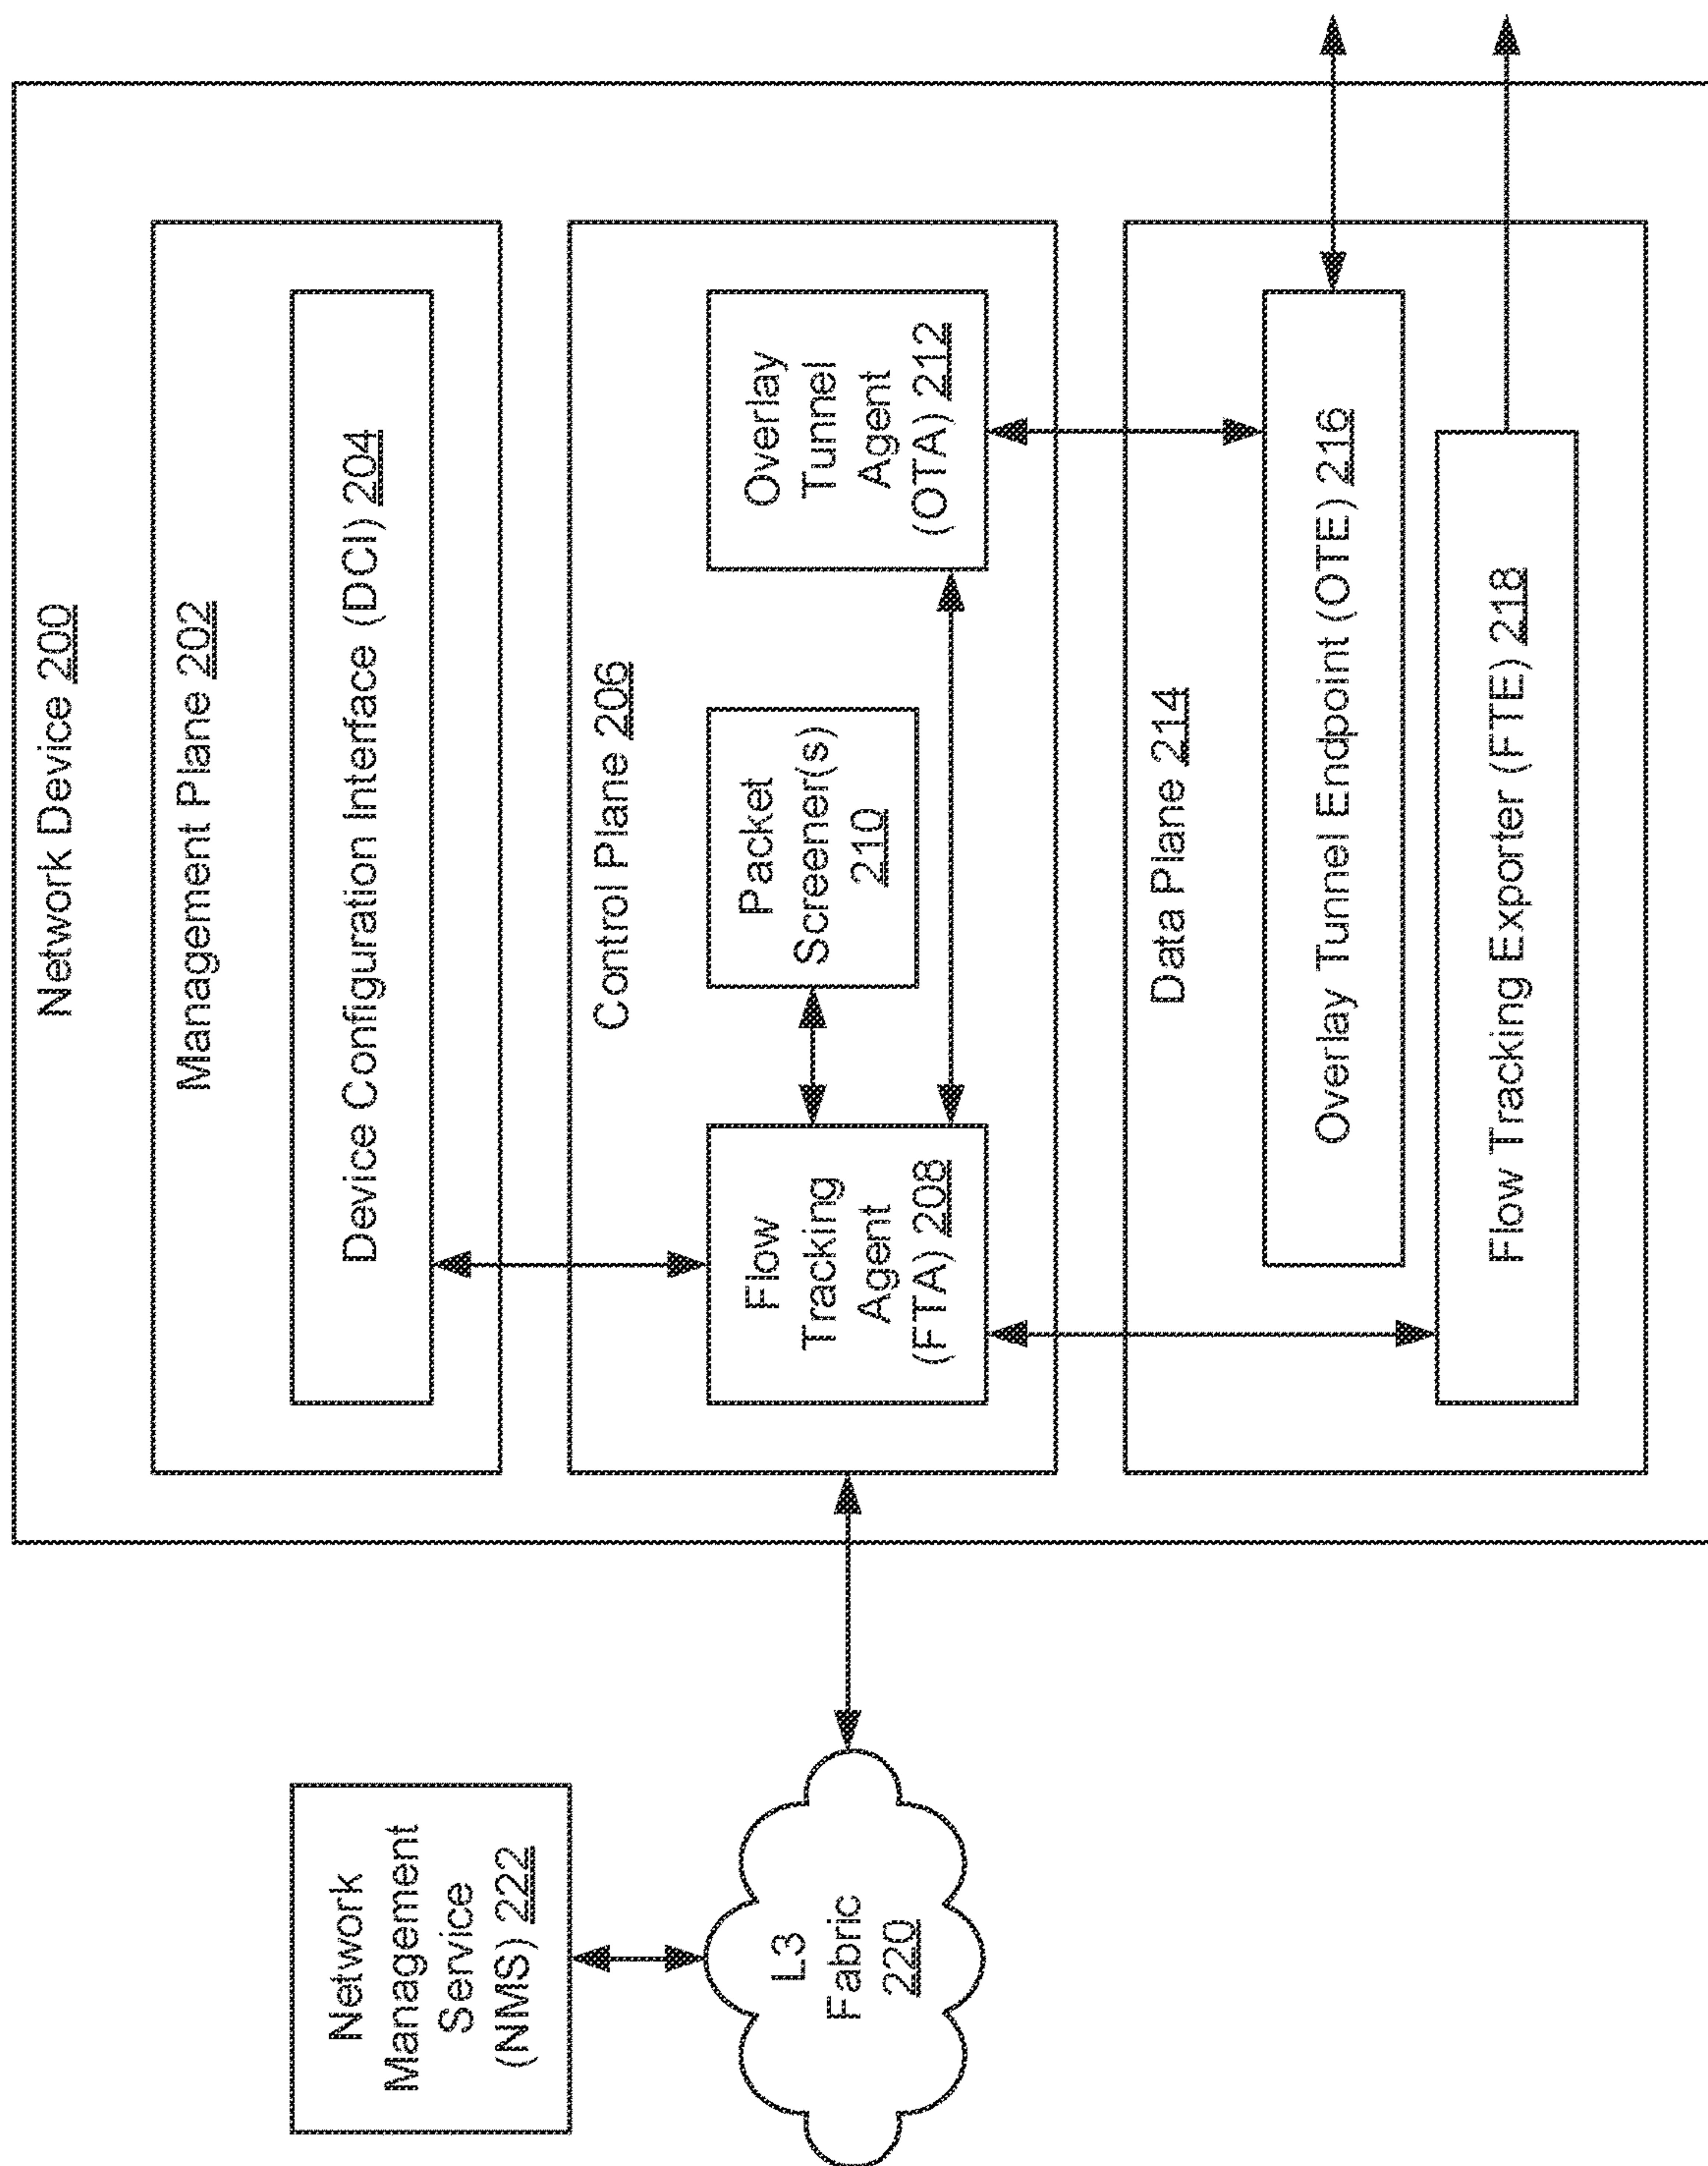 Network Device 200
Management Plane 202
Device Configuration Interface (DCI) 204
Control Plane 206
Flow
Tracking
Agent
(FTA) 208
Packet
Screener(s)
210
Overlay
Tunnel
Agent
(OTA) 212
Data Plane 214
Overlay Tunnel Endpoint (OTE) 216
Flow Tracking Exporter (FTE) 218
Network
Management
Service
(NMS) 222
L3
Fabric
220